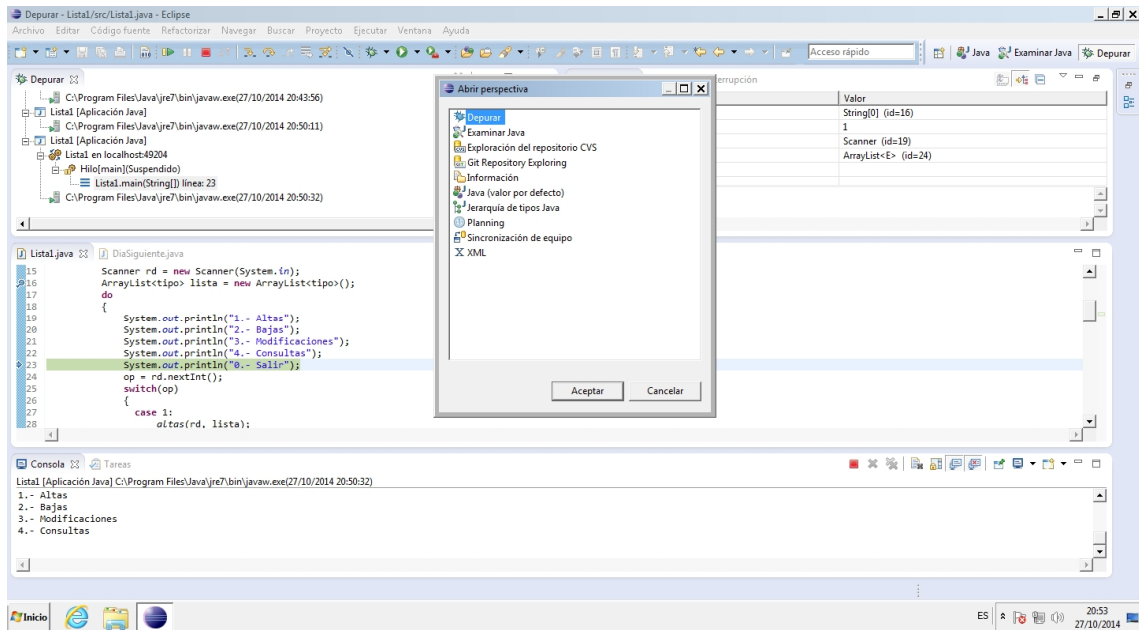 Depurar - Lista1/src/Lista1.java - Eclipse
Archivo Editar Código fuente Refactorizar Navegar Buscar Proyecto Ejecutar Ventana Ayuda
Acceso rápido
Java Examinar Java Depurar
Depurar
C:\Program Files\Java\jre7\bin\javaw.exe(27/10/2014 20:43:56)
Lista1 [Aplicación Java]
C:\Program Files\Java\jre7\bin\javaw.exe(27/10/2014 20:50:11)
Lista1 [Aplicación Java]
Lista1 en localhost:49204
Hilo[main](Suspendido)
Lista1.main(String[]) línea: 23
C:\Program Files\Java\jre7\bin\javaw.exe(27/10/2014 20:50:32)
Abrir perspectiva
Depurar
Examinar Java
Exploración del repositorio CVS
Git Repository Exploring
Información
Java (valor por defecto)
Jerarquía de tipos Java
Planning
Sincronización de equipo
XML
Aceptar Cancelar
errupción
Valor
String[0] (id=16)
1
Scanner (id=19)
ArrayList<E> (id=24)
Lista1.java DiaSiguiente.java
15 Scanner rd = new Scanner(System.in);
16 ArrayList<tipo> lista = new ArrayList<tipo>();
17 do
18 {
19 System.out.println("1.- Altas");
20 System.out.println("2.- Bajas");
21 System.out.println("3.- Modificaciones");
22 System.out.println("4.- Consultas");
23 System.out.println("0.- Salir");
24 op = rd.nextInt();
25 switch(op)
26 {
27 case 1:
28 altas(rd, lista);
Consola Tareas
Lista1 [Aplicación Java] C:\Program Files\Java\jre7\bin\javaw.exe(27/10/2014 20:50:32)
1.- Altas
2.- Bajas
3.- Modificaciones
4.- Consultas
Inicio
ES
20:53
27/10/2014